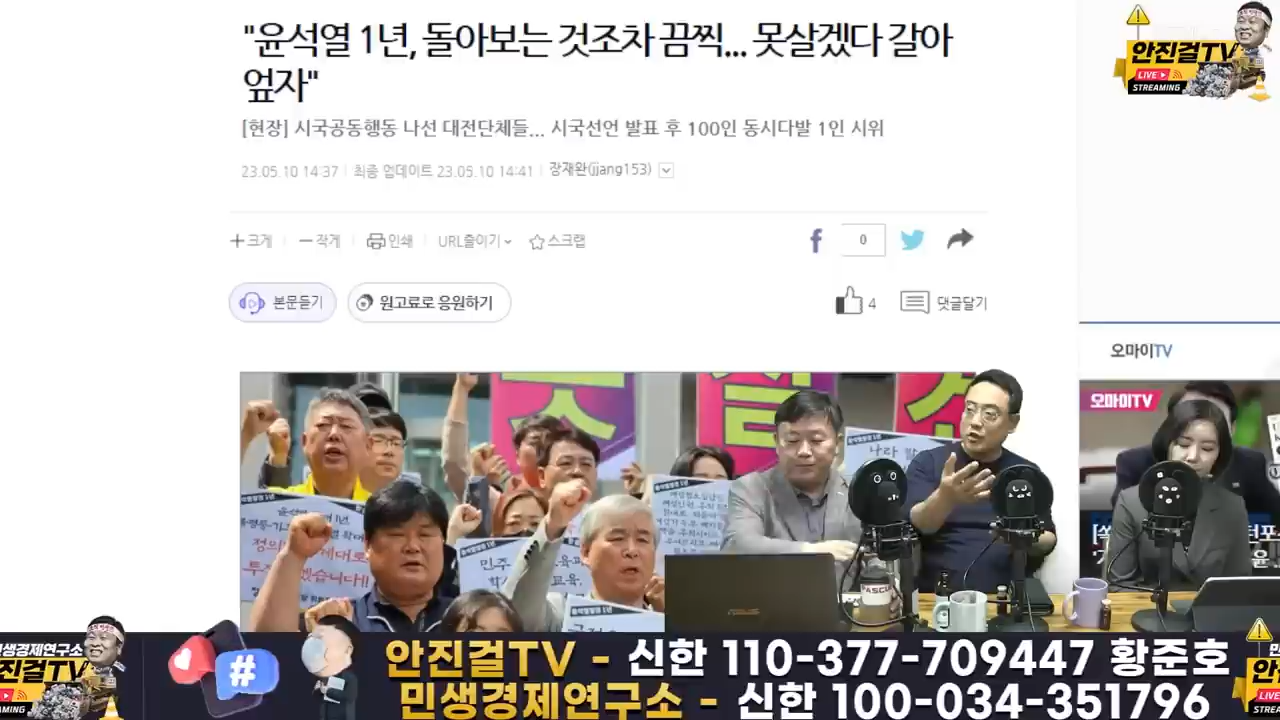 "윤석열 1년, 돌아보는 것조차 끔찍... 못살겠다 갈아
엎자"
[현장] 시국공동행동 나선 대전단체들... 시국선언 발표 후 100인 동시다발 1인 시위
23.05.10 14:37 최종 업데이트 23.05.10 14:41 장재완(jjang153)
크게 작게 인쇄 URL줄이기 스크랩 0
본문듣기 원고료로 응원하기 4 댓글달기
안진걸TV
LIVE
STREAMING
오마이TV
오마이TV
ASUS
안진걸TV - 신한 110-377-709447 황준호
민생경제연구소 - 신한 100-034-351796
#